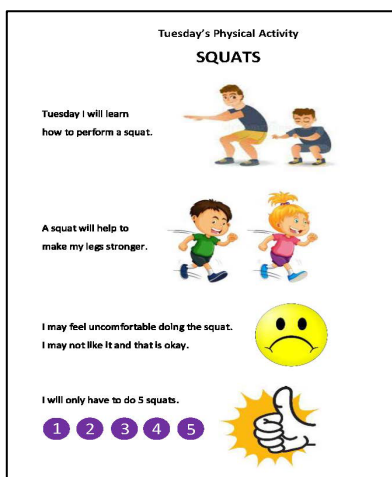 Tuesday's Physical Activity
SQUATS
Tuesday I will learn
how to perform a squat.
A squat will help to
make my legs stronger.
I may feel uncomfortable doing the squat.
I may not like it and that is okay.
I will only have to do 5 squats.
1 2 3 4 5